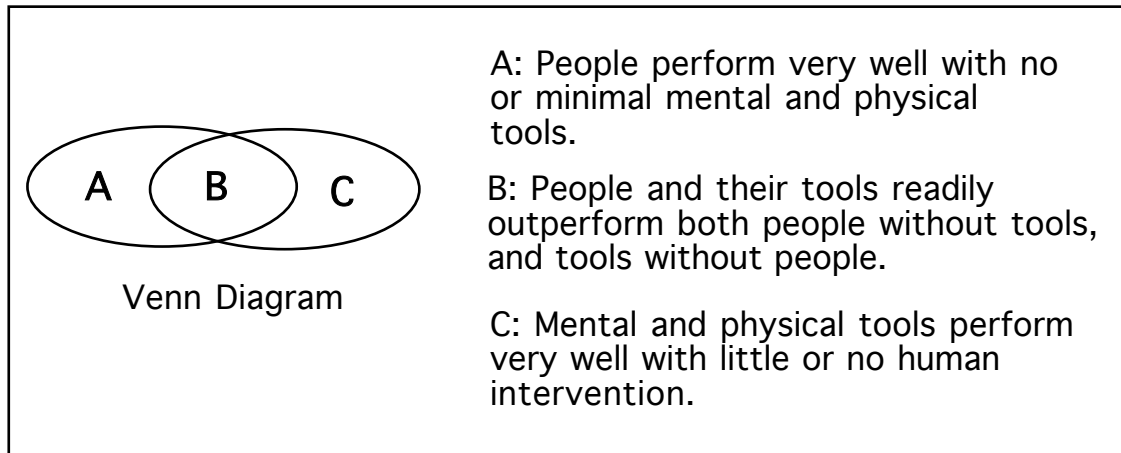 A B C
Venn Diagram
A: People perform very well with no
or minimal mental and physical
tools.
B: People and their tools readily
outperform both people without tools,
and tools without people.
C: Mental and physical tools perform
very well with little or no human
intervention.